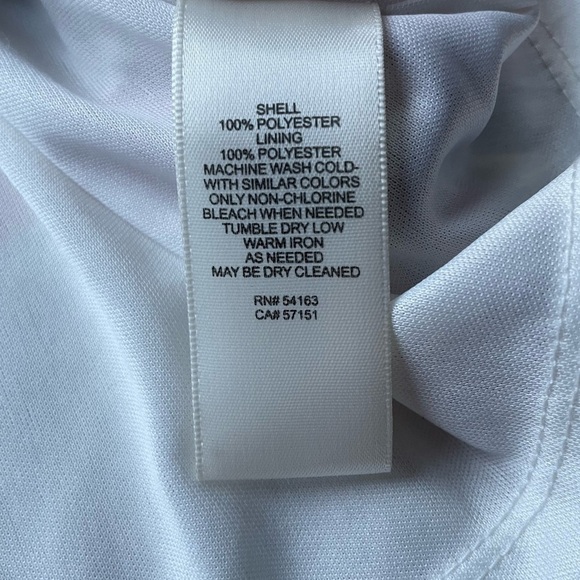 SHELL
100% POLYESTER
LINING
100% POLYESTER
MACHINE WASH COLD-
WITH SIMILAR COLORS
ONLY NON-CHLORINE
BLEACH WHEN NEEDED
TUMBLE DRY LOW
WARM IRON
AS NEEDED
MAY BE DRY CLEANED
RN# 54163
CA# 57151